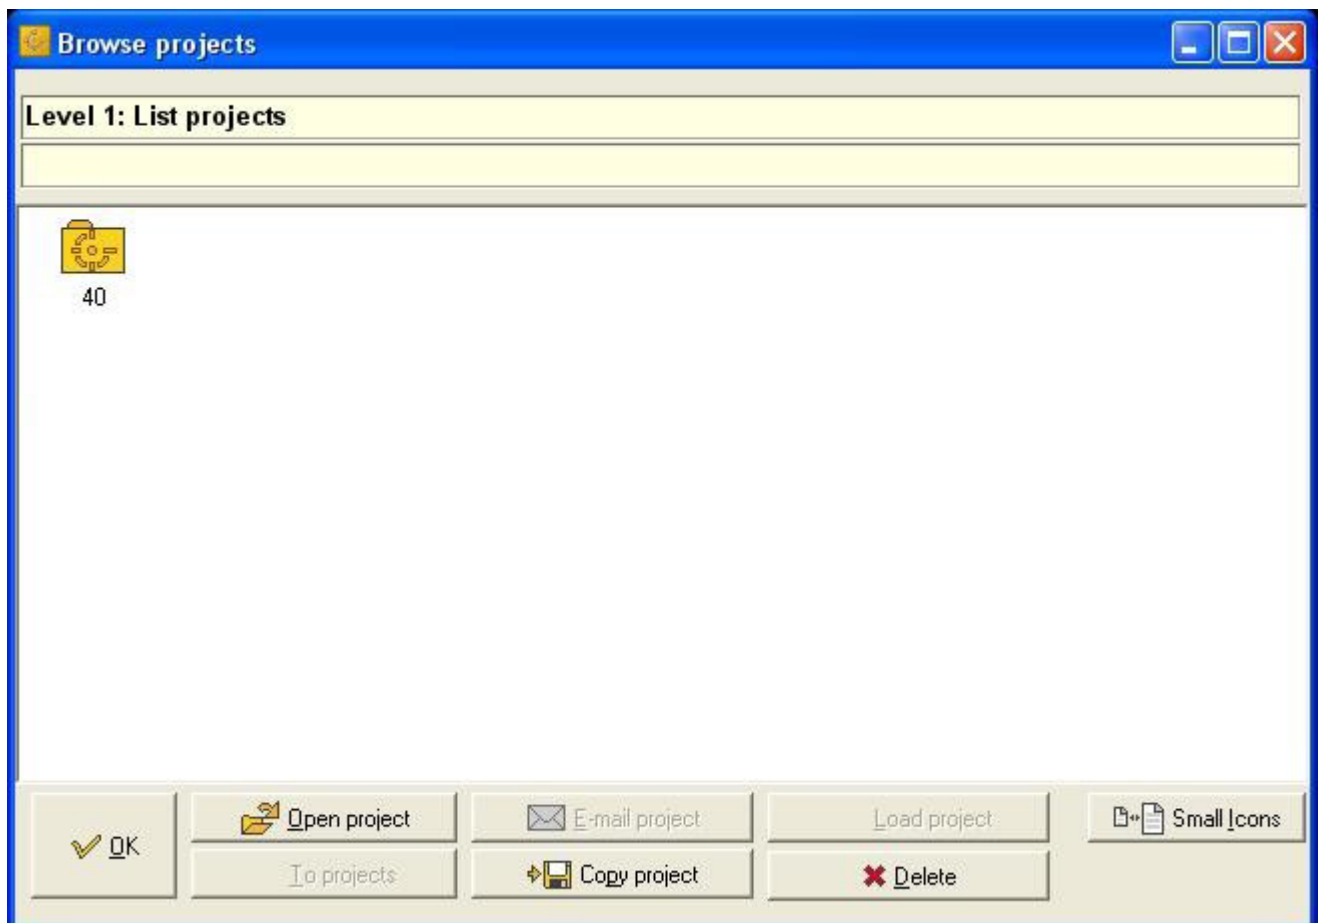 Browse projects
Level 1: List projects
40
OK
Open project
E-mail project
Load project
Small Icons
To projects
Copy project
Delete